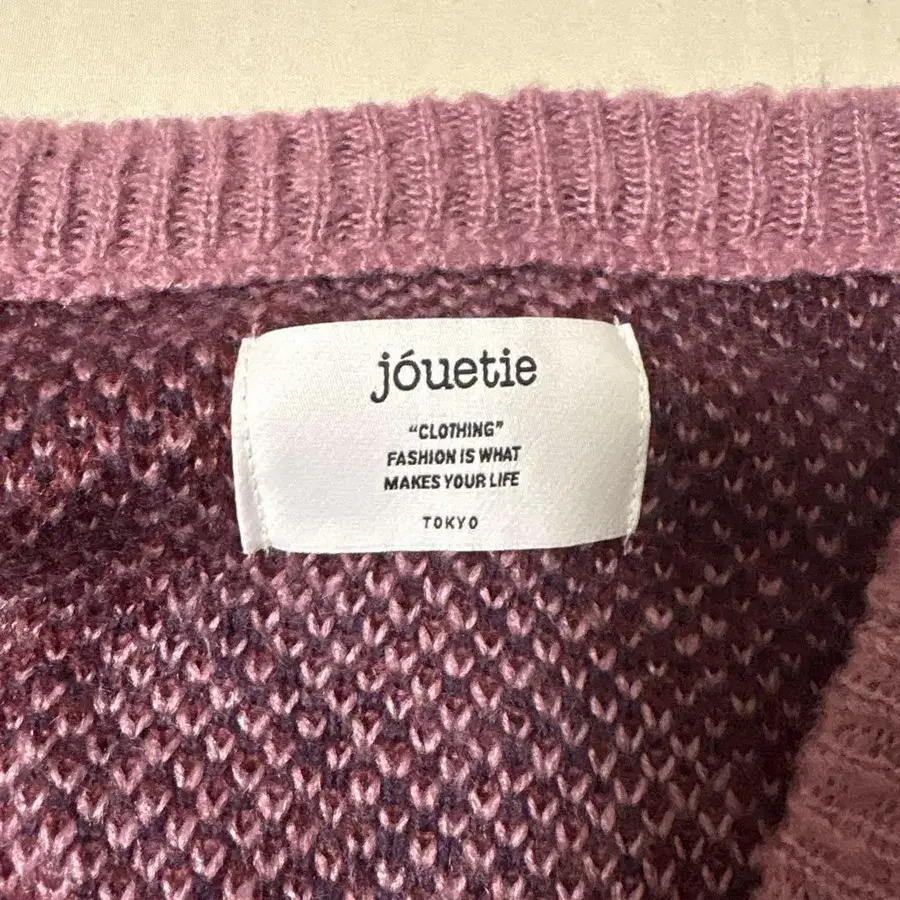 jóuetie
“CLOTHING”
FASHION IS WHAT
MAKES YOUR LIFE
TOKYO